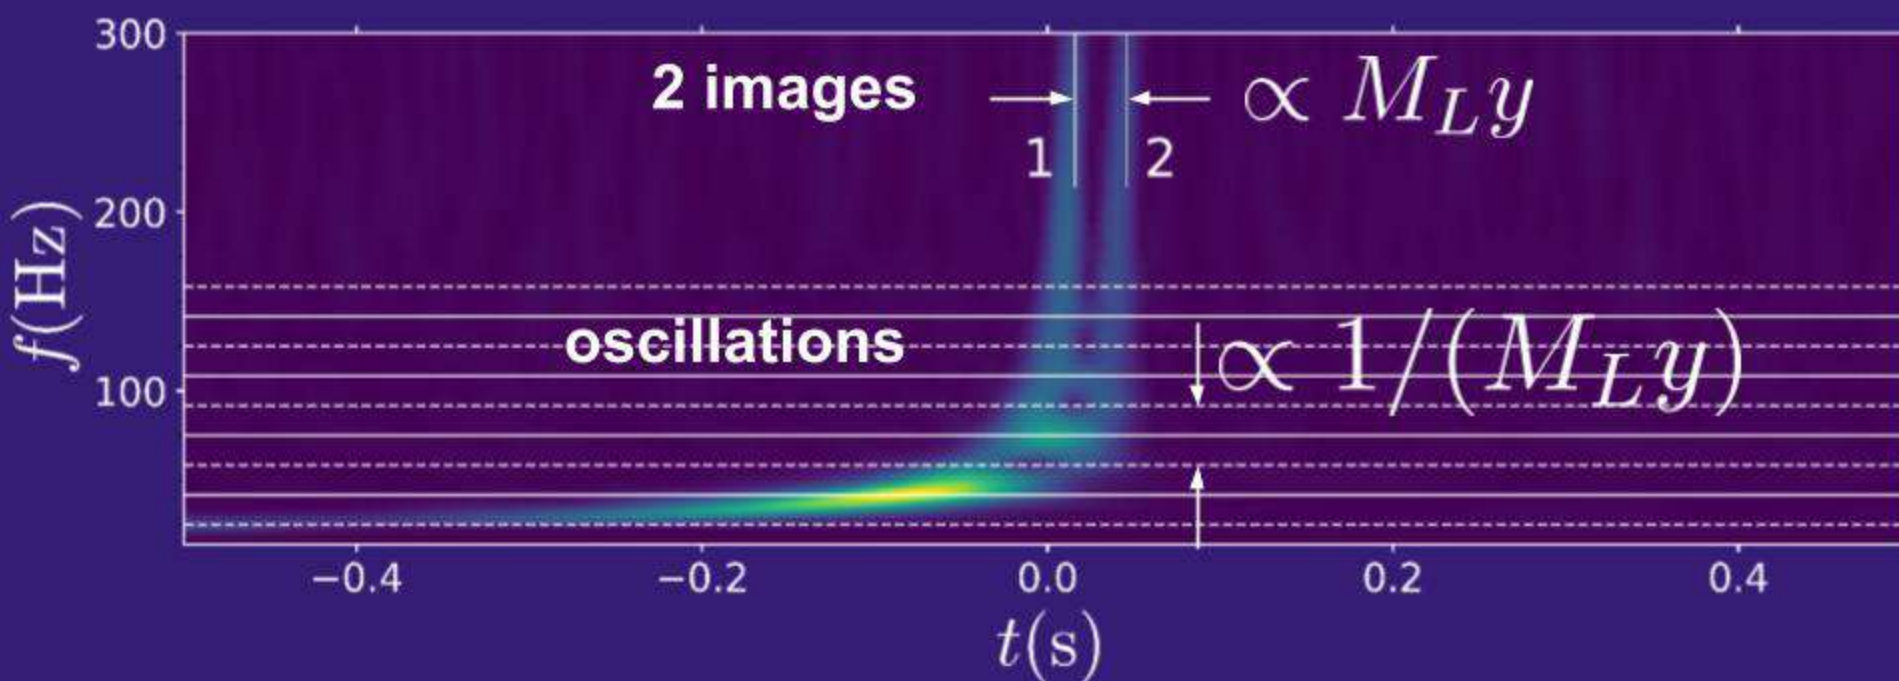 300
2 images
∝ M_L y
1
2
200
f(Hz)
oscillations
∝ 1/(M_L y)
100
−0.4
−0.2
0.0
0.2
0.4
t(s)